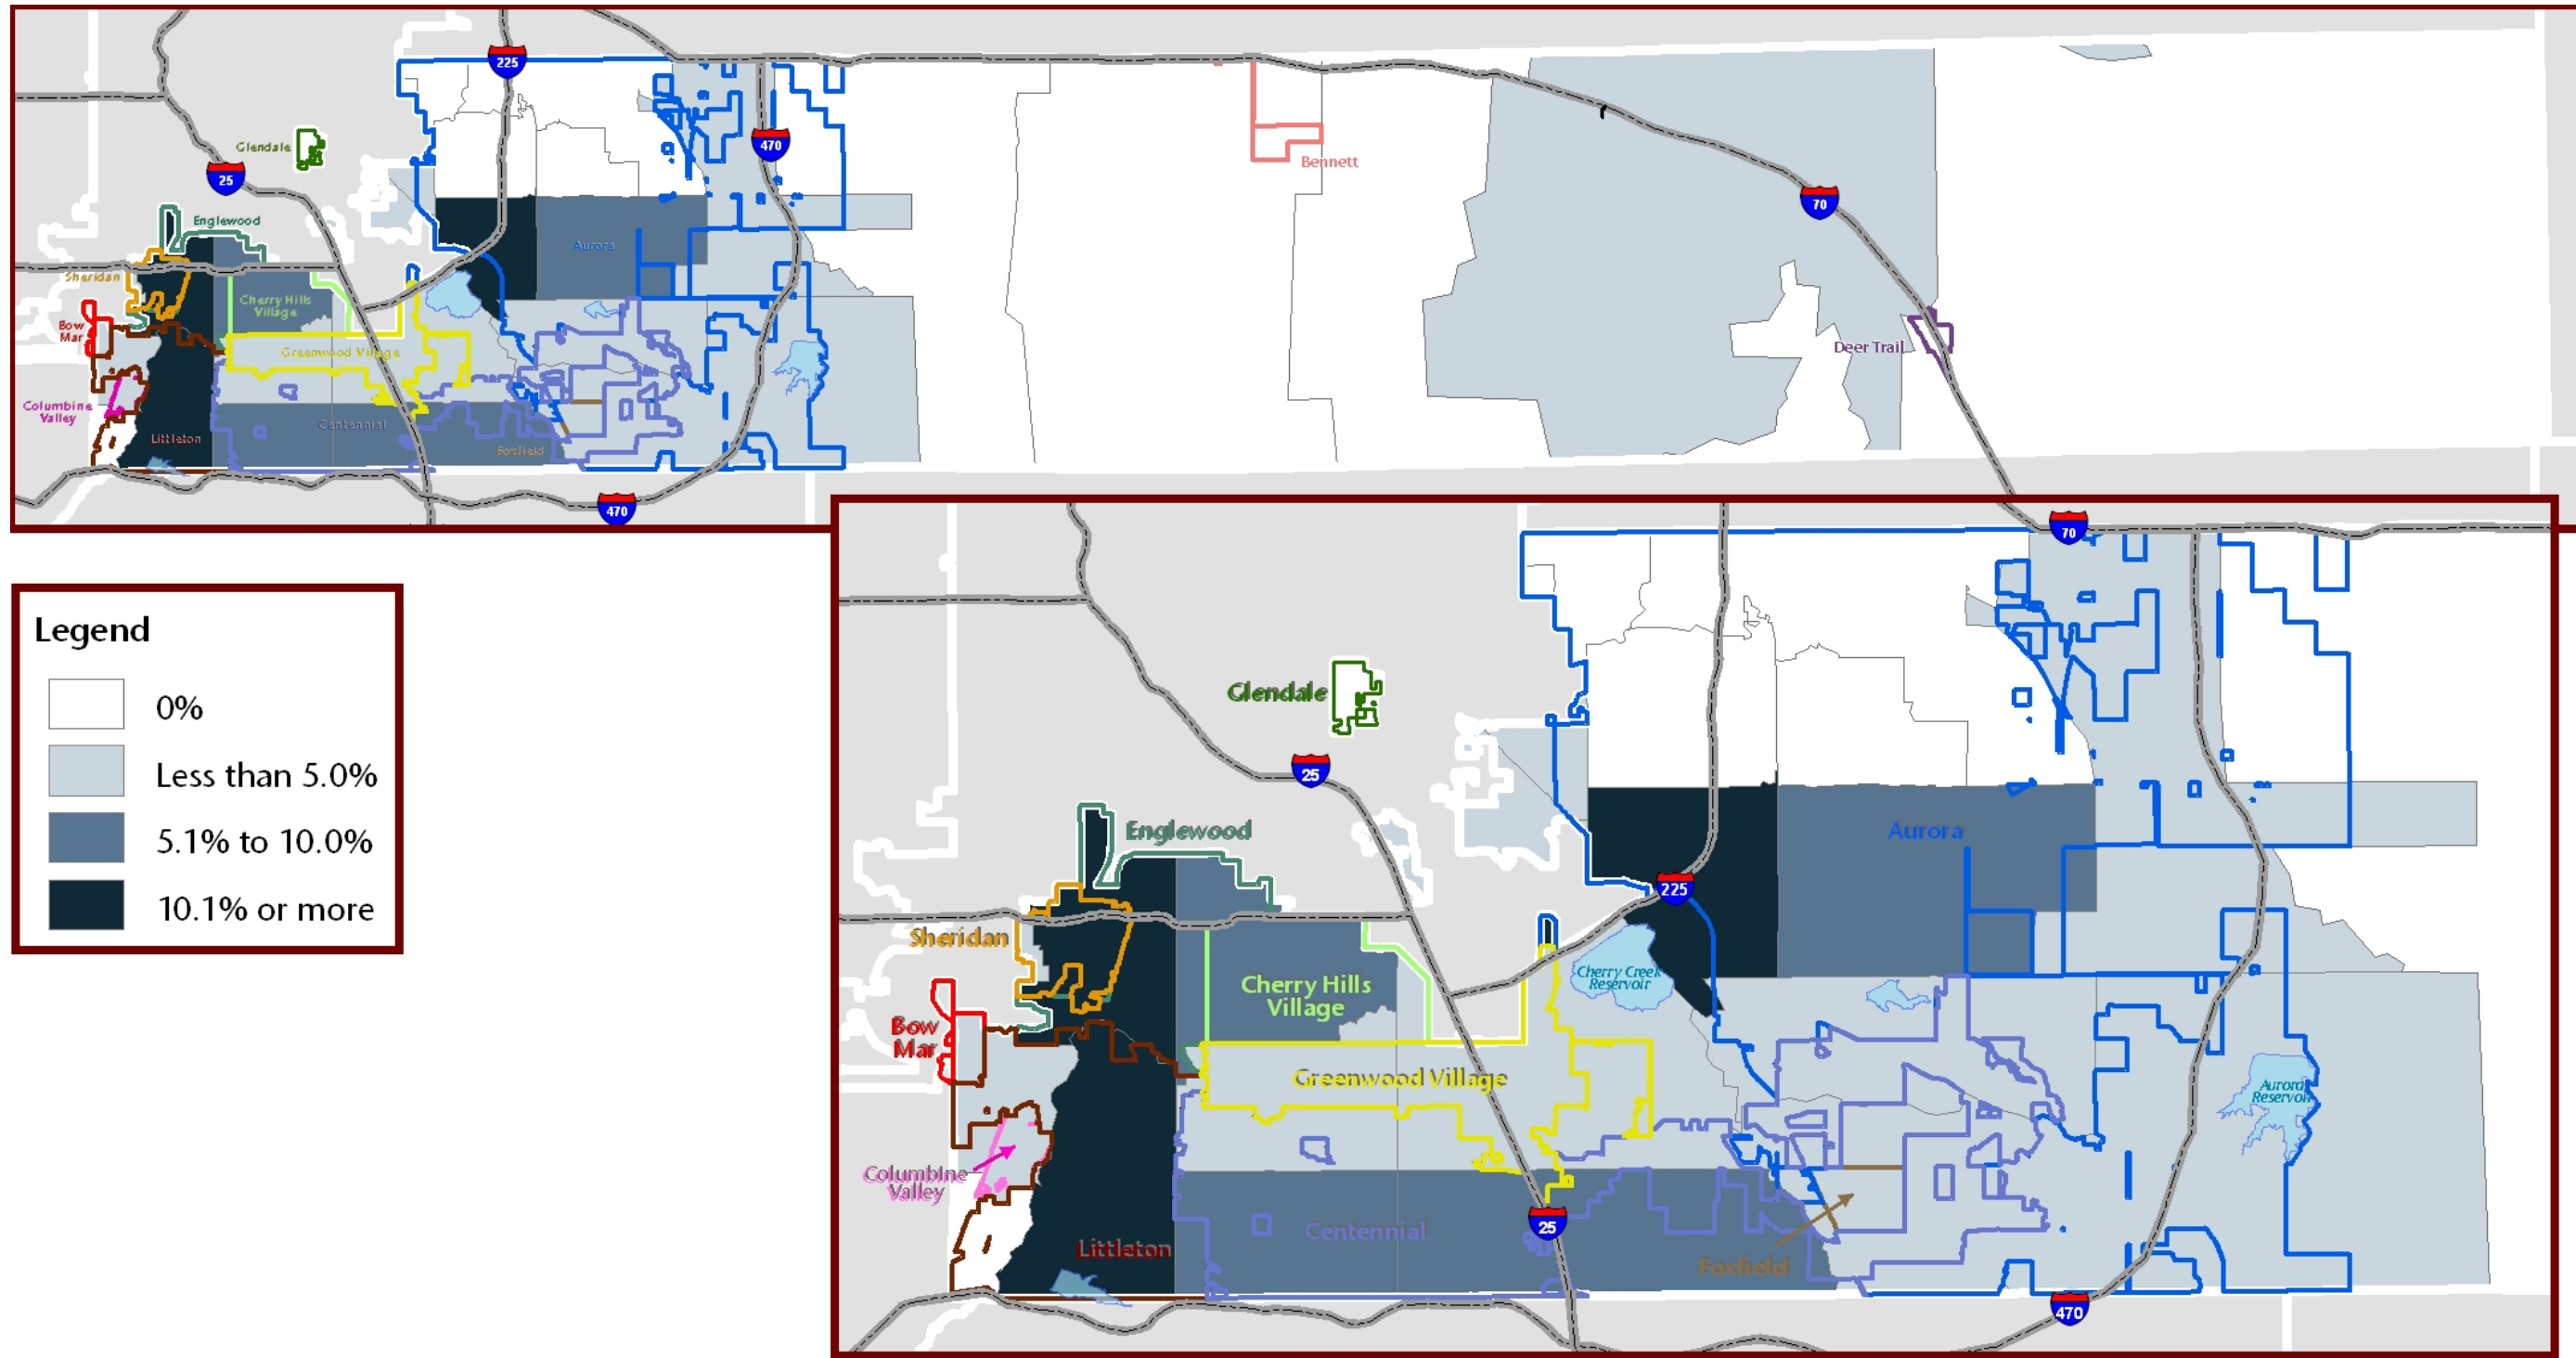 225
470
Glendale
25
Englewood
Bennett
70
Aurora
Sheridan
Cherry Hills
Village
Bow
Mar
Greenwood Village
Deer Trail
Columbine
Valley
Centennial
Littleton
Foxfield
470
Legend
0%
Less than 5.0%
5.1% to 10.0%
10.1% or more
70
Glendale
25
Englewood
Aurora
225
Sheridan
Cherry Hills
Village
Cherry Creek
Reservoir
Bow
Mar
Greenwood Village
Aurora
Reservoir
Columbine
Valley
25
Centennial
Littleton
Foxfield
470